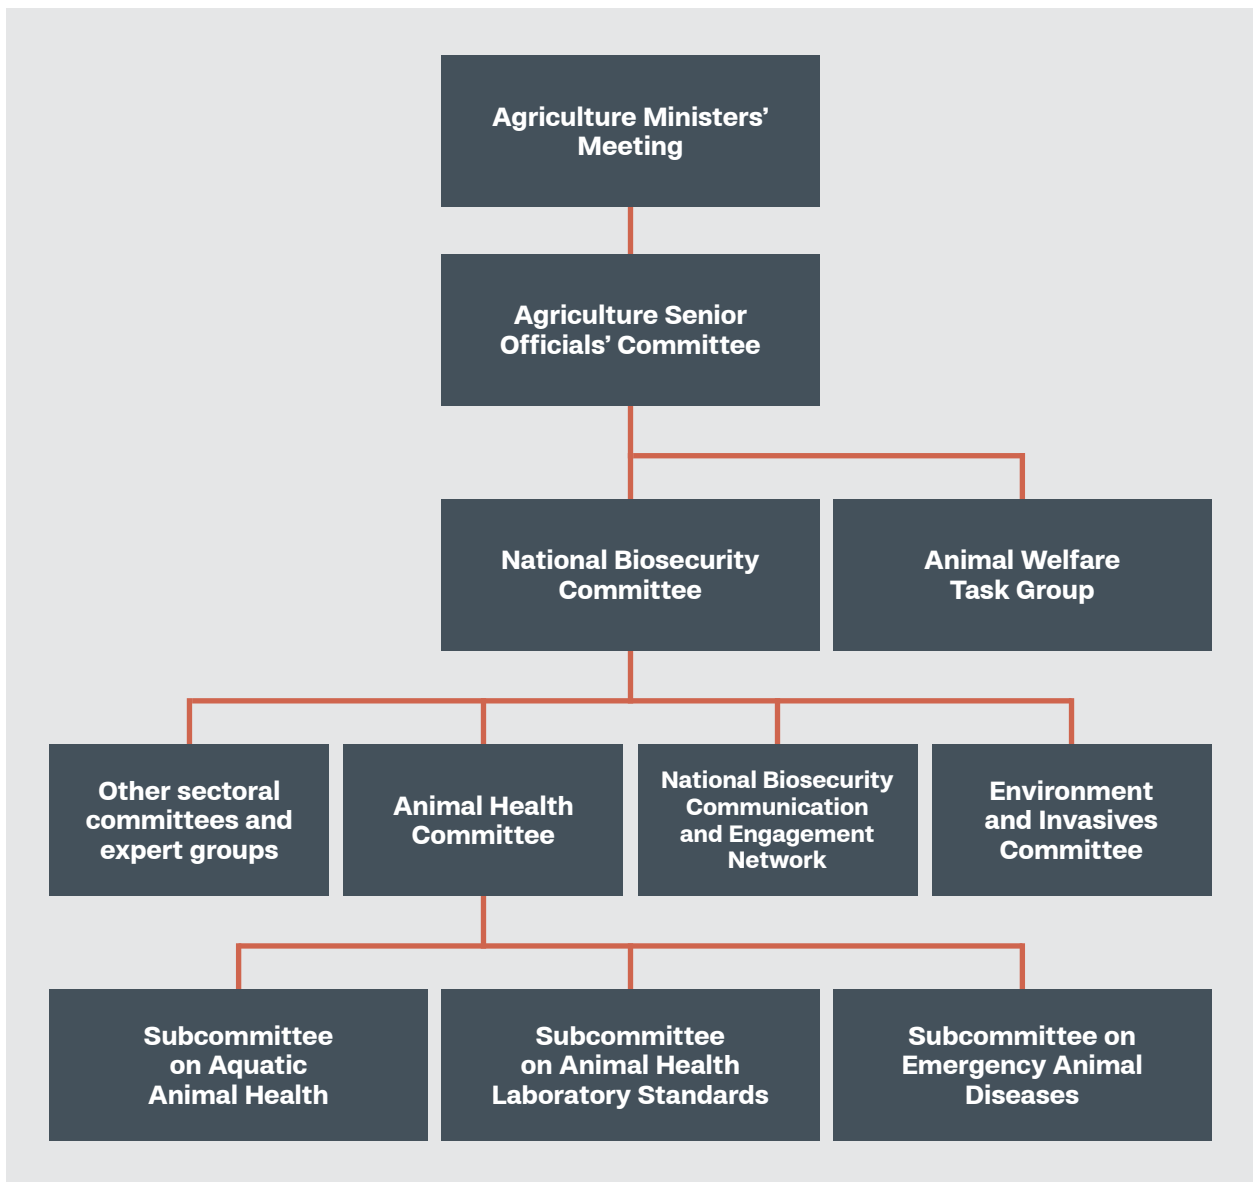 Agriculture Ministers’
Meeting
Agriculture Senior
Officials’ Committee
National Biosecurity
Committee
Animal Welfare
Task Group
Other sectoral
committees and
expert groups
Animal Health
Committee
National Biosecurity
Communication
and Engagement
Network
Environment
and Invasives
Committee
Subcommittee
on Aquatic
Animal Health
Subcommittee
on Animal Health
Laboratory Standards
Subcommittee on
Emergency Animal
Diseases